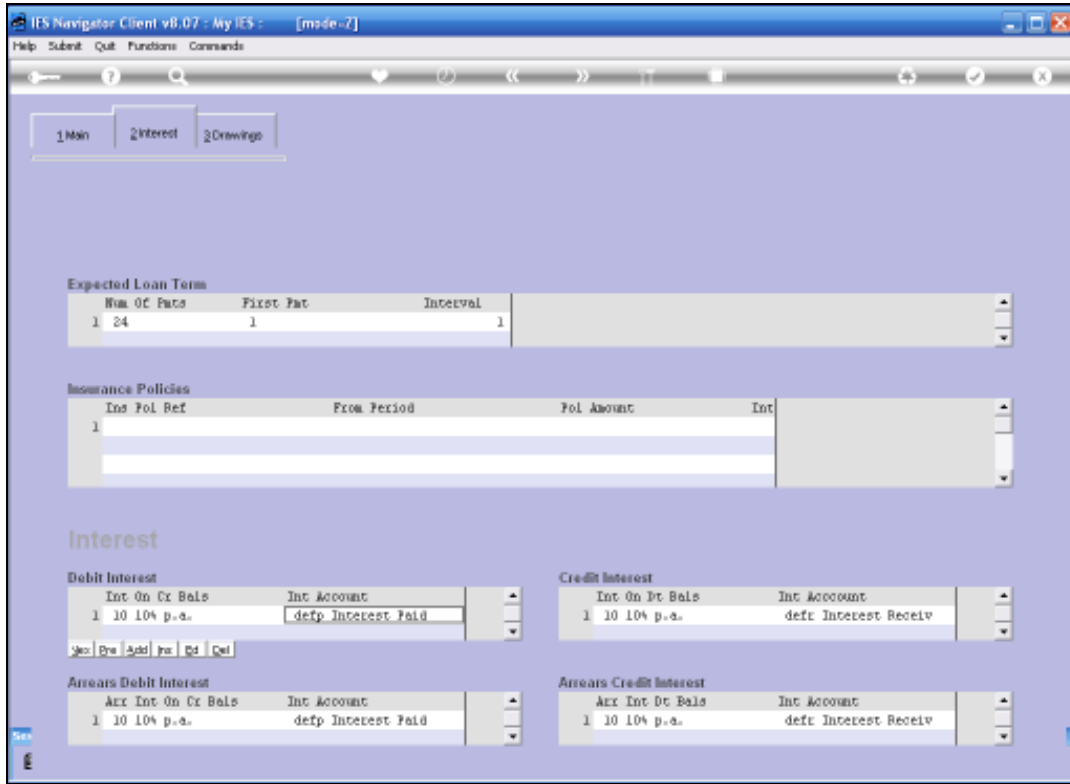 IES Navigator Client v8.07 : My IES : [mode=2]
Help Submit Quit Functions Commands
1 Main 2 Interest 3 Drawings
Expected Loan Term
Num Of Pmts First Pmt Interval
1 24 1 1
Insurance Policies
Ins Pol Ref From Period Pol Amount Int
1
Interest
Debit Interest Credit Interest
Int On Cr Bals Int Account Int On Dt Bals Int Acccount
1 10 10% p.a. defp Interest Paid 1 10 10% p.a. defr Interest Receiv
Nex Pre Add Ins Ed Del
Arrears Debit Interest Arrears Credit Interest
Arr Int On Cr Bals Int Account Arr Int Dt Bals Int Account
1 10 10% p.a. defp Interest Paid 1 10 10% p.a. defr Interest Receiv